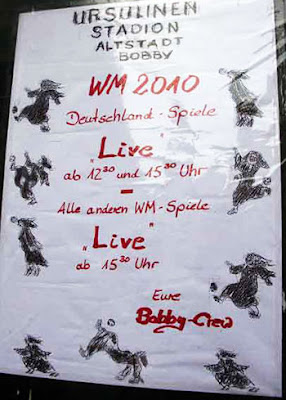 URSULINEN
STADION
ALTSTADT
BOBBY
WM 2010
Deutschland - Spiele
„Live"
ab 12³⁰ und 15³⁰ Uhr
-
Alle anderen WM-Spiele
„Live"
ab 15³⁰ Uhr
Eure
Bobby-Crew